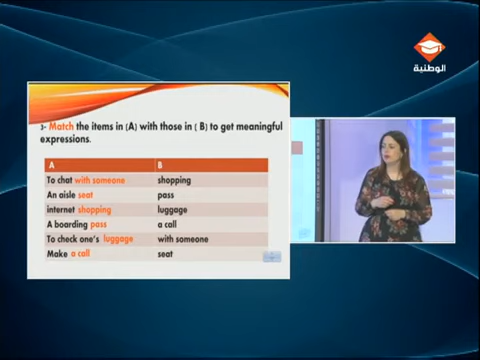 الوطنية
3- Match the items in (A) with those in ( B) to get meaningful
expressions.
A B
To chat with someone shopping
An aisle seat pass
internet shopping luggage
A boarding pass a call
To check one's luggage with someone
Make a call seat